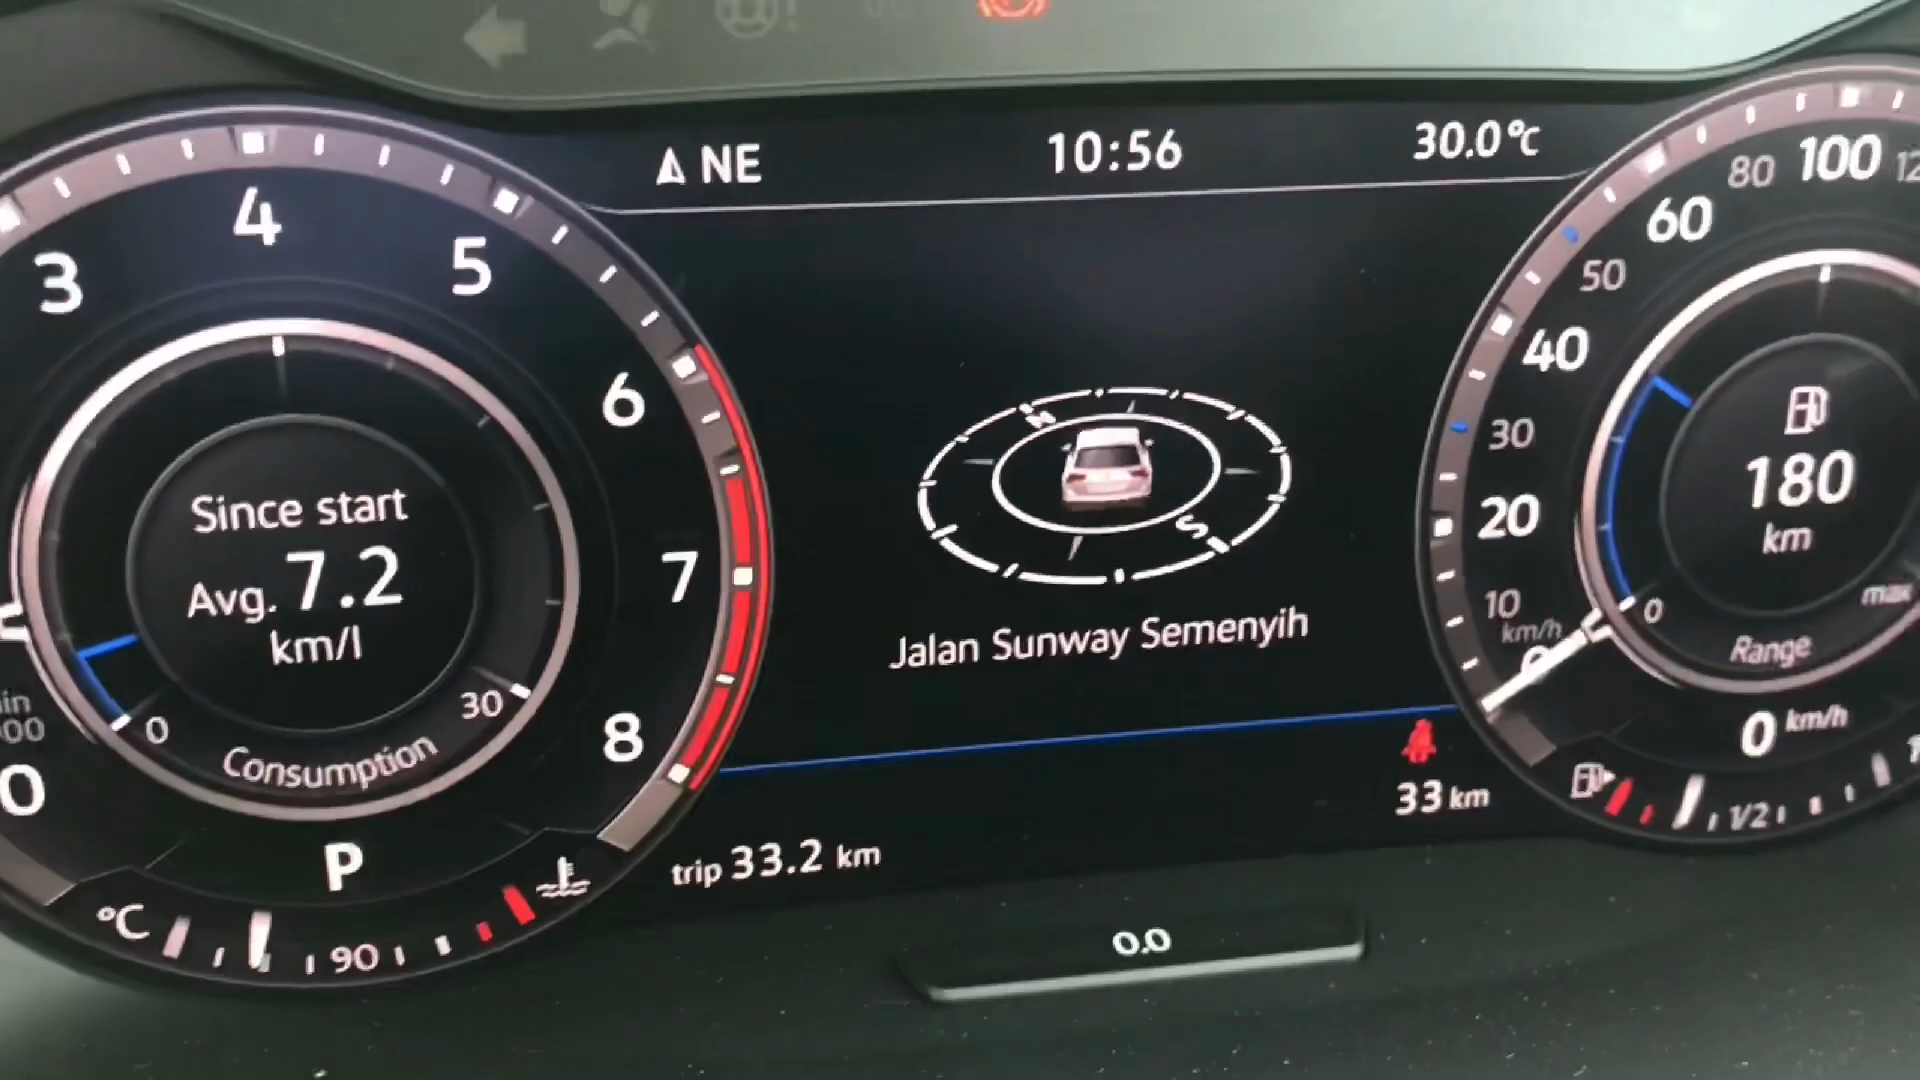 NE
10:56
30.0°C
3
4
5
6
7
8
0
Since start
Avg. 7.2
km/l
0
30
Consumption
P
°C
90
N
S
Jalan Sunway Semenyih
trip 33.2 km
33 km
0.0
10
20
30
40
50
60
80
100
km/h
0
180
km
0
max
Range
0 km/h
1/2